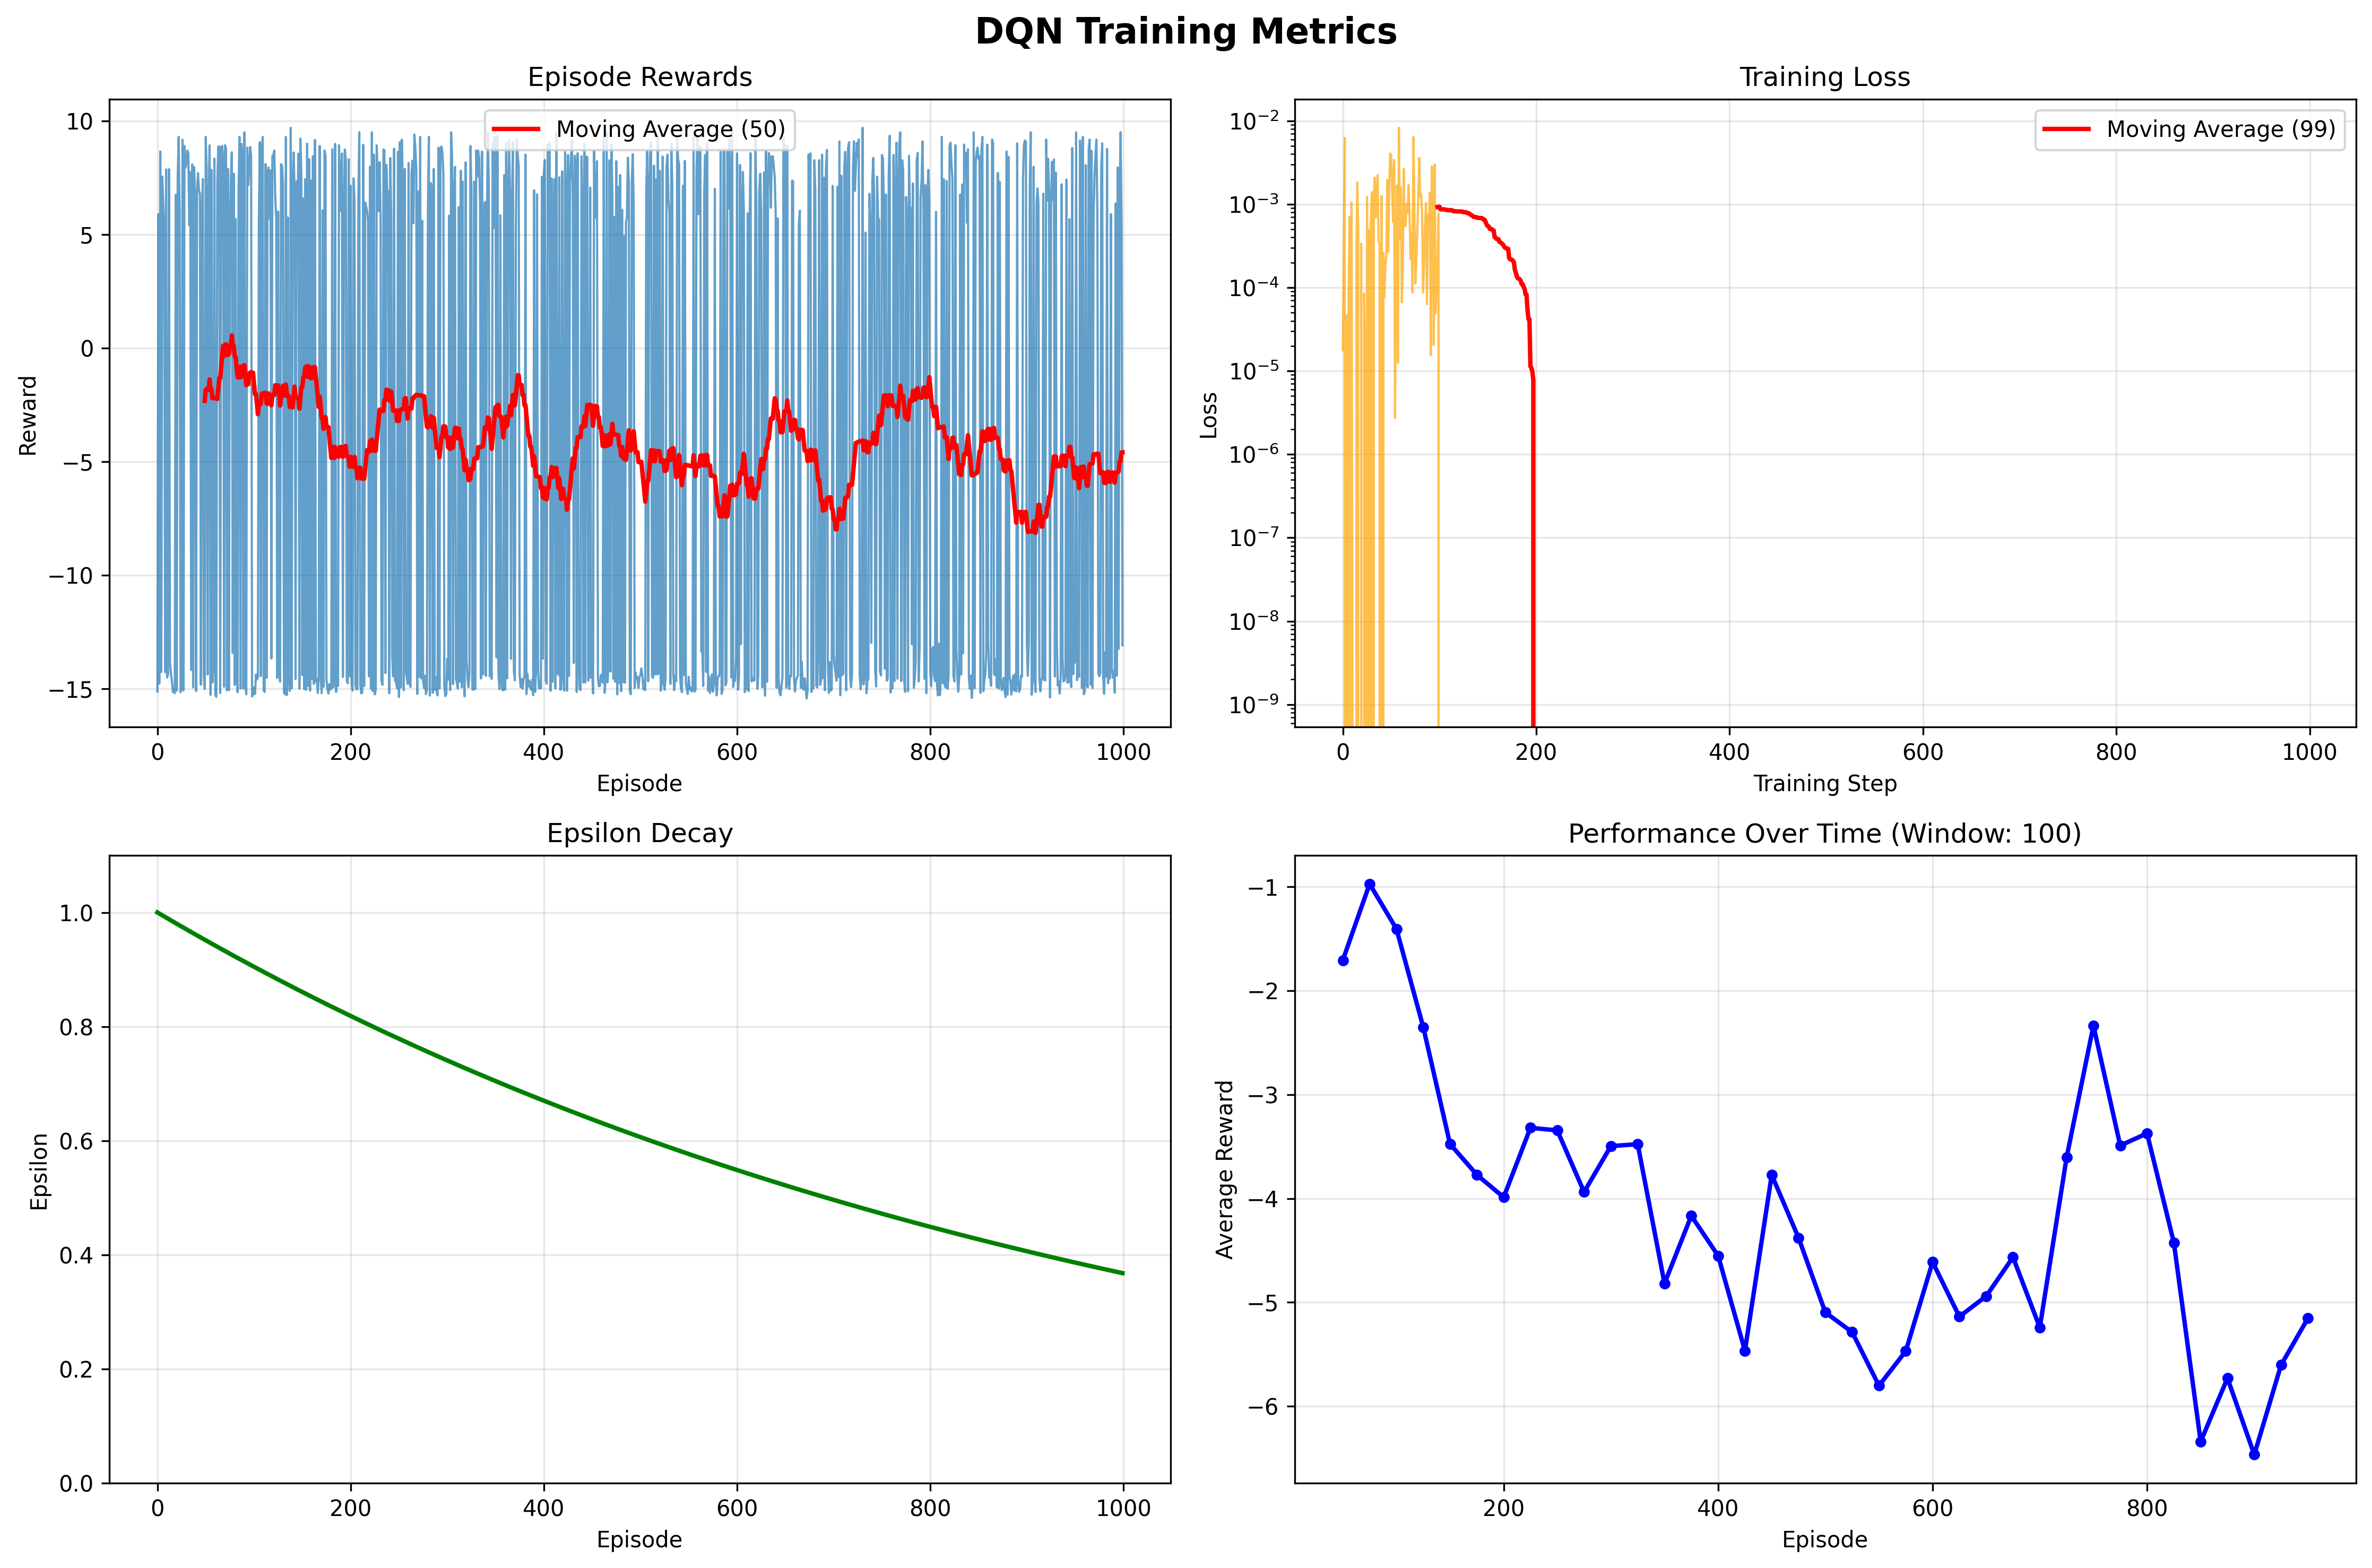 DQN Training Metrics
Episode Rewards
Moving Average (50)
10
5
0
−5
−10
−15
Reward
0 200 400 600 800 1000
Episode
Training Loss
Moving Average (99)
10⁻²
10⁻³
10⁻⁴
10⁻⁵
10⁻⁶
10⁻⁷
10⁻⁸
10⁻⁹
Loss
0 200 400 600 800 1000
Training Step
Epsilon Decay
1.0
0.8
0.6
0.4
0.2
0.0
Epsilon
0 200 400 600 800 1000
Episode
Performance Over Time (Window: 100)
−1
−2
−3
−4
−5
−6
Average Reward
200 400 600 800
Episode